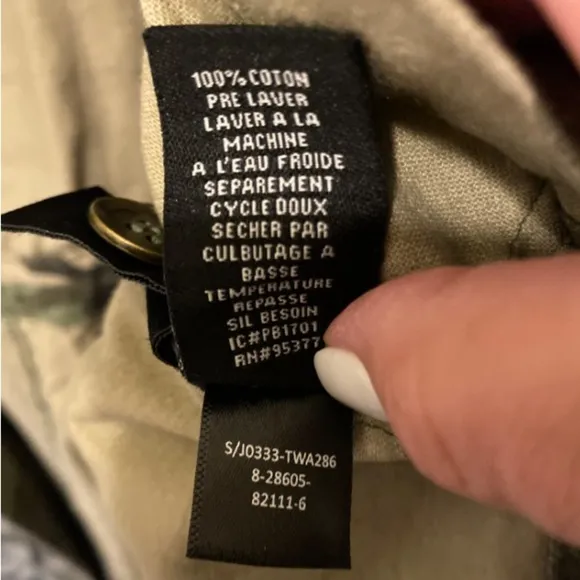 100% COTON
PRE LAVER
LAVER A LA
MACHINE
A L'EAU FROIDE
SEPAREMENT
CYCLE DOUX
SECHER PAR
CULBUTAGE A
BASSE
TEMPERATURE
REPASSE
SIL BESOIN
IC#PB1701
RN#95377
S/J0333-TWA286
8-28605-
82111-6